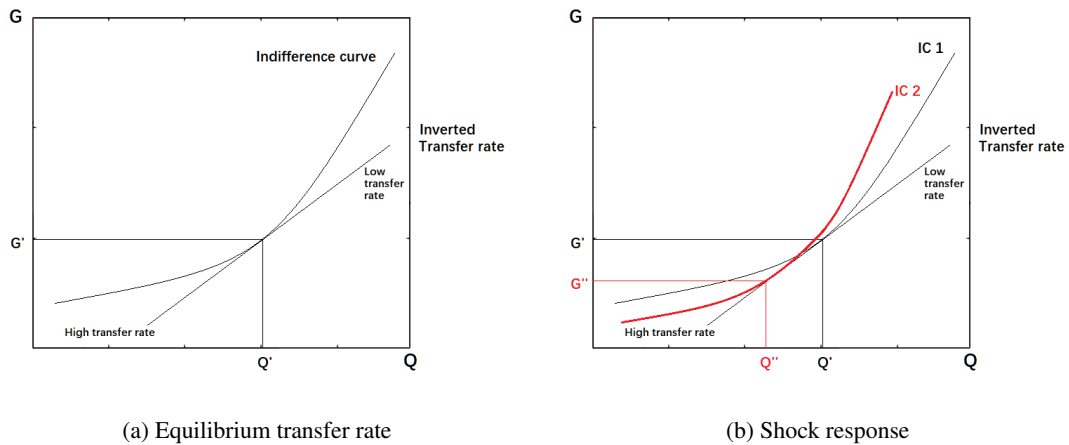 G
Indifference curve
Inverted
Transfer rate
Low
transfer
rate
G'
High transfer rate
Q'
Q
(a) Equilibrium transfer rate
G
IC 1
IC 2
Inverted
Transfer rate
Low
transfer
rate
G'
G''
High transfer rate
Q''
Q'
Q
(b) Shock response